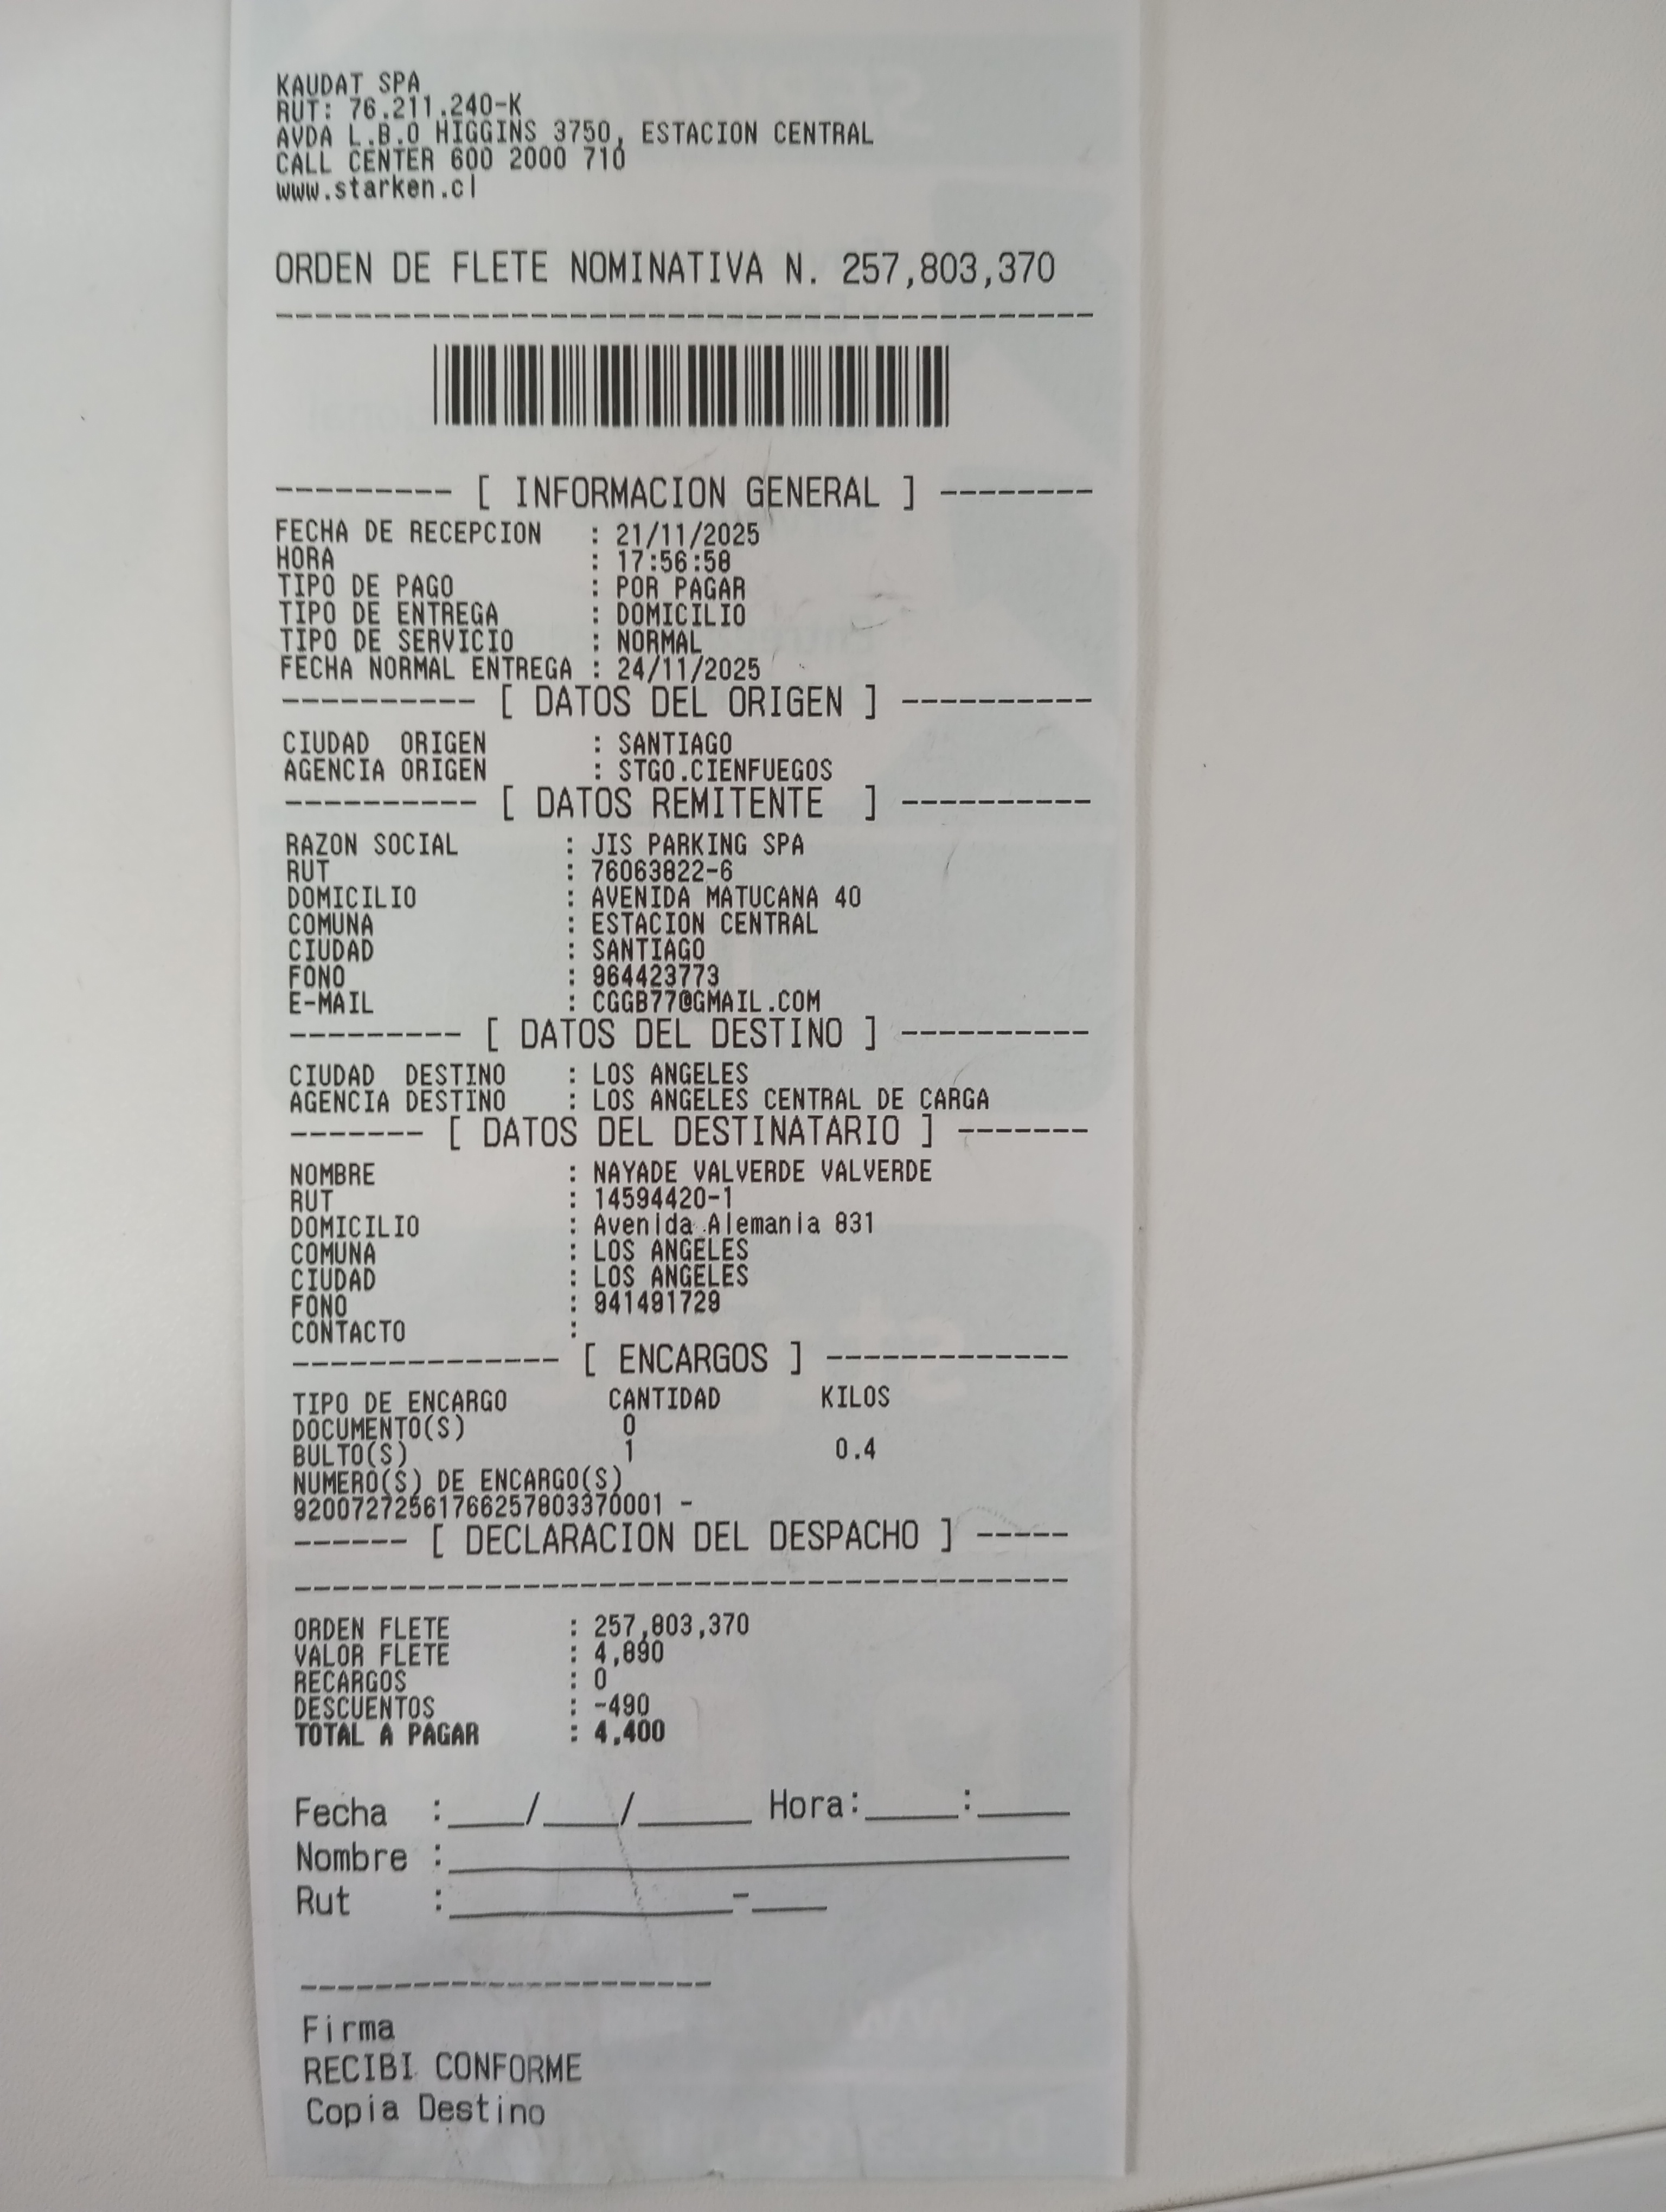 KAUDAT SPA
RUT: 76.211.240-K
AVDA L.B.O HIGGINS 3750, ESTACION CENTRAL
CALL CENTER 600 2000 710
www.starken.cl
ORDEN DE FLETE NOMINATIVA N. 257,803,370
--------- [ INFORMACION GENERAL ] --------
FECHA DE RECEPCION : 21/11/2025
HORA : 17:56:58
TIPO DE PAGO : POR PAGAR
TIPO DE ENTREGA : DOMICILIO
TIPO DE SERVICIO : NORMAL
FECHA NORMAL ENTREGA : 24/11/2025
---------- [ DATOS DEL ORIGEN ] ----------
CIUDAD ORIGEN : SANTIAGO
AGENCIA ORIGEN : STGO.CIENFUEGOS
---------- [ DATOS REMITENTE ] ----------
RAZON SOCIAL : JIS PARKING SPA
RUT : 76063822-6
DOMICILIO : AVENIDA MATUCANA 40
COMUNA : ESTACION CENTRAL
CIUDAD : SANTIAGO
FONO : 964423773
E-MAIL : CGGB77@GMAIL.COM
--------- [ DATOS DEL DESTINO ] ----------
CIUDAD DESTINO : LOS ANGELES
AGENCIA DESTINO : LOS ANGELES CENTRAL DE CARGA
------- [ DATOS DEL DESTINATARIO ] -------
NOMBRE : NAYADE VALVERDE VALVERDE
RUT : 14594420-1
DOMICILIO : Avenida Alemania 831
COMUNA : LOS ANGELES
CIUDAD : LOS ANGELES
FONO : 941491729
CONTACTO :
-------------- [ ENCARGOS ] -------------
TIPO DE ENCARGO CANTIDAD KILOS
DOCUMENTO(S) 0
BULTO(S) 1 0.4
NUMERO(S) DE ENCARGO(S)
92007272561766257803370001 -
------ [ DECLARACION DEL DESPACHO ] -----
ORDEN FLETE : 257,803,370
VALOR FLETE : 4,890
RECARGOS : 0
DESCUENTOS : -490
TOTAL A PAGAR : 4,400
Fecha :____/____/______ Hora:_____:_____
Nombre :
Rut : -
Firma
RECIBI CONFORME
Copia Destino